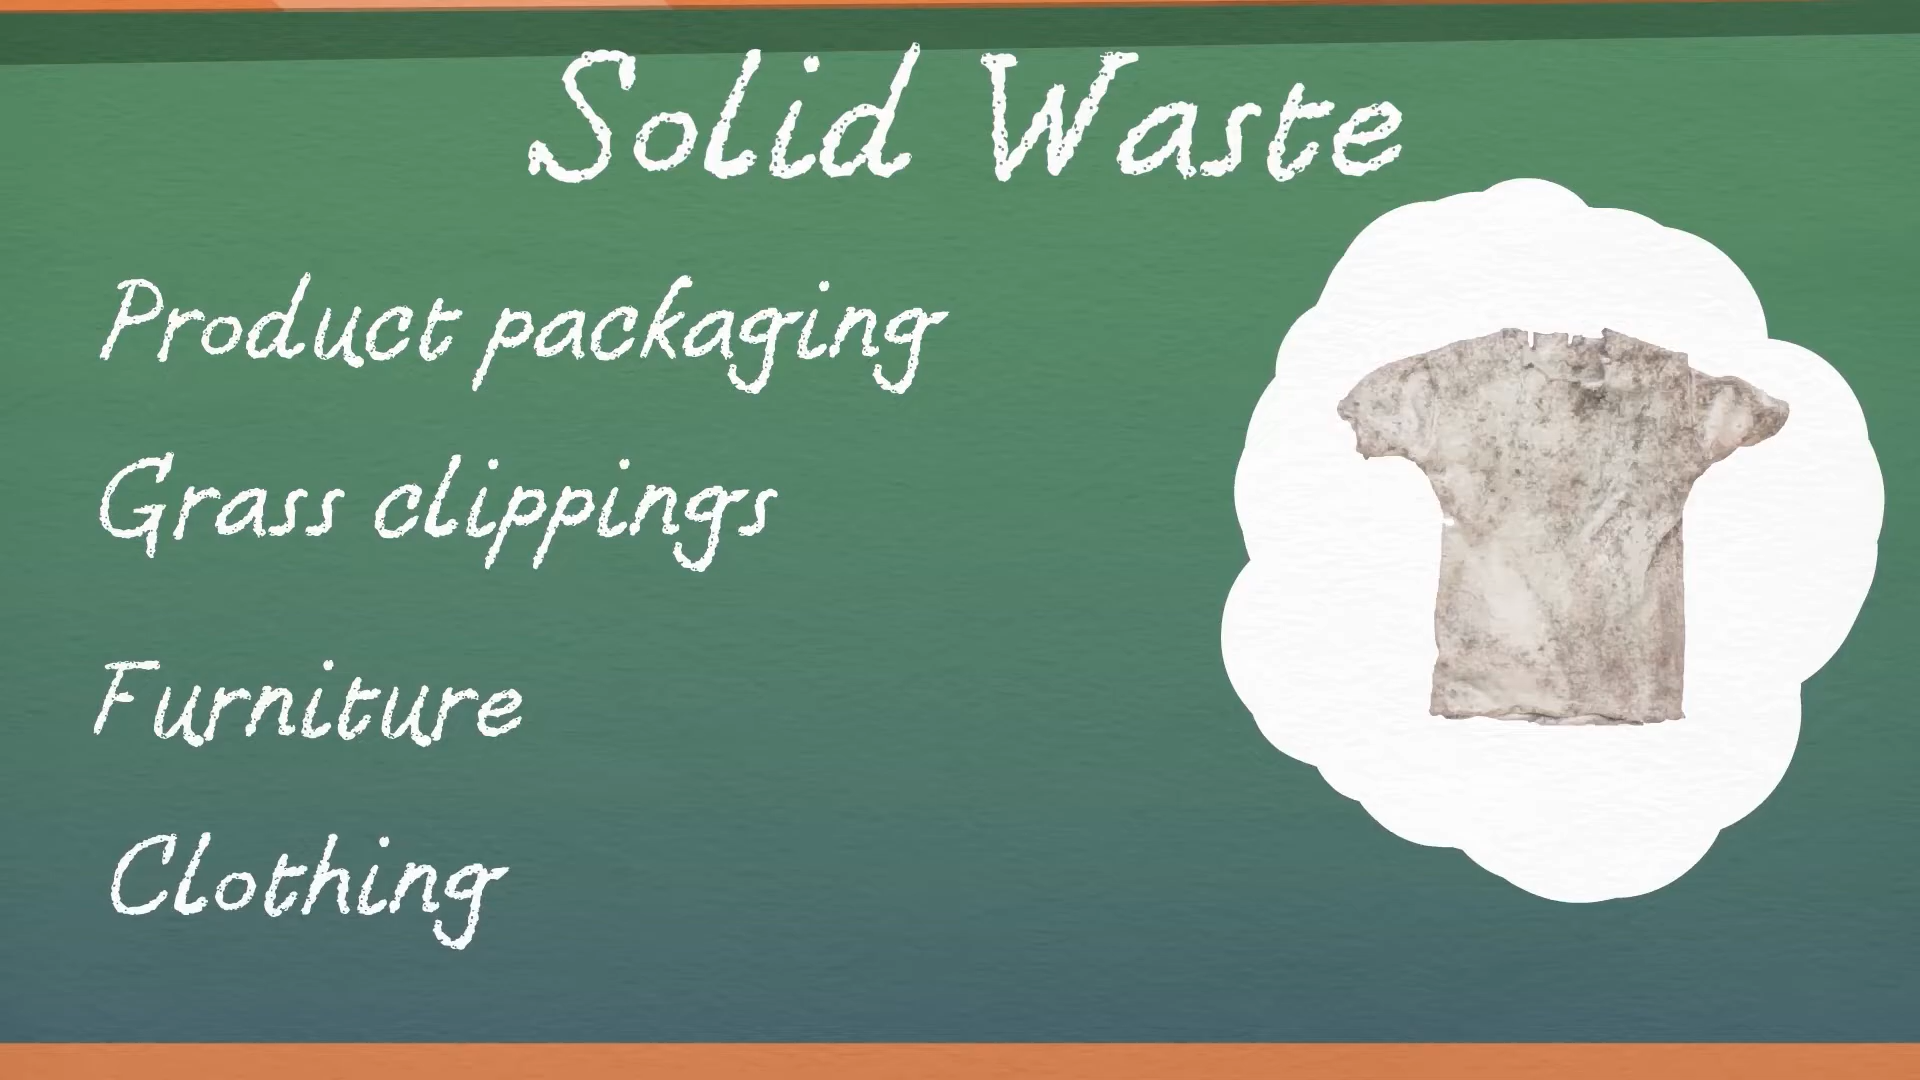 Solid Waste
Product packaging
Grass clippings
Furniture
Clothing